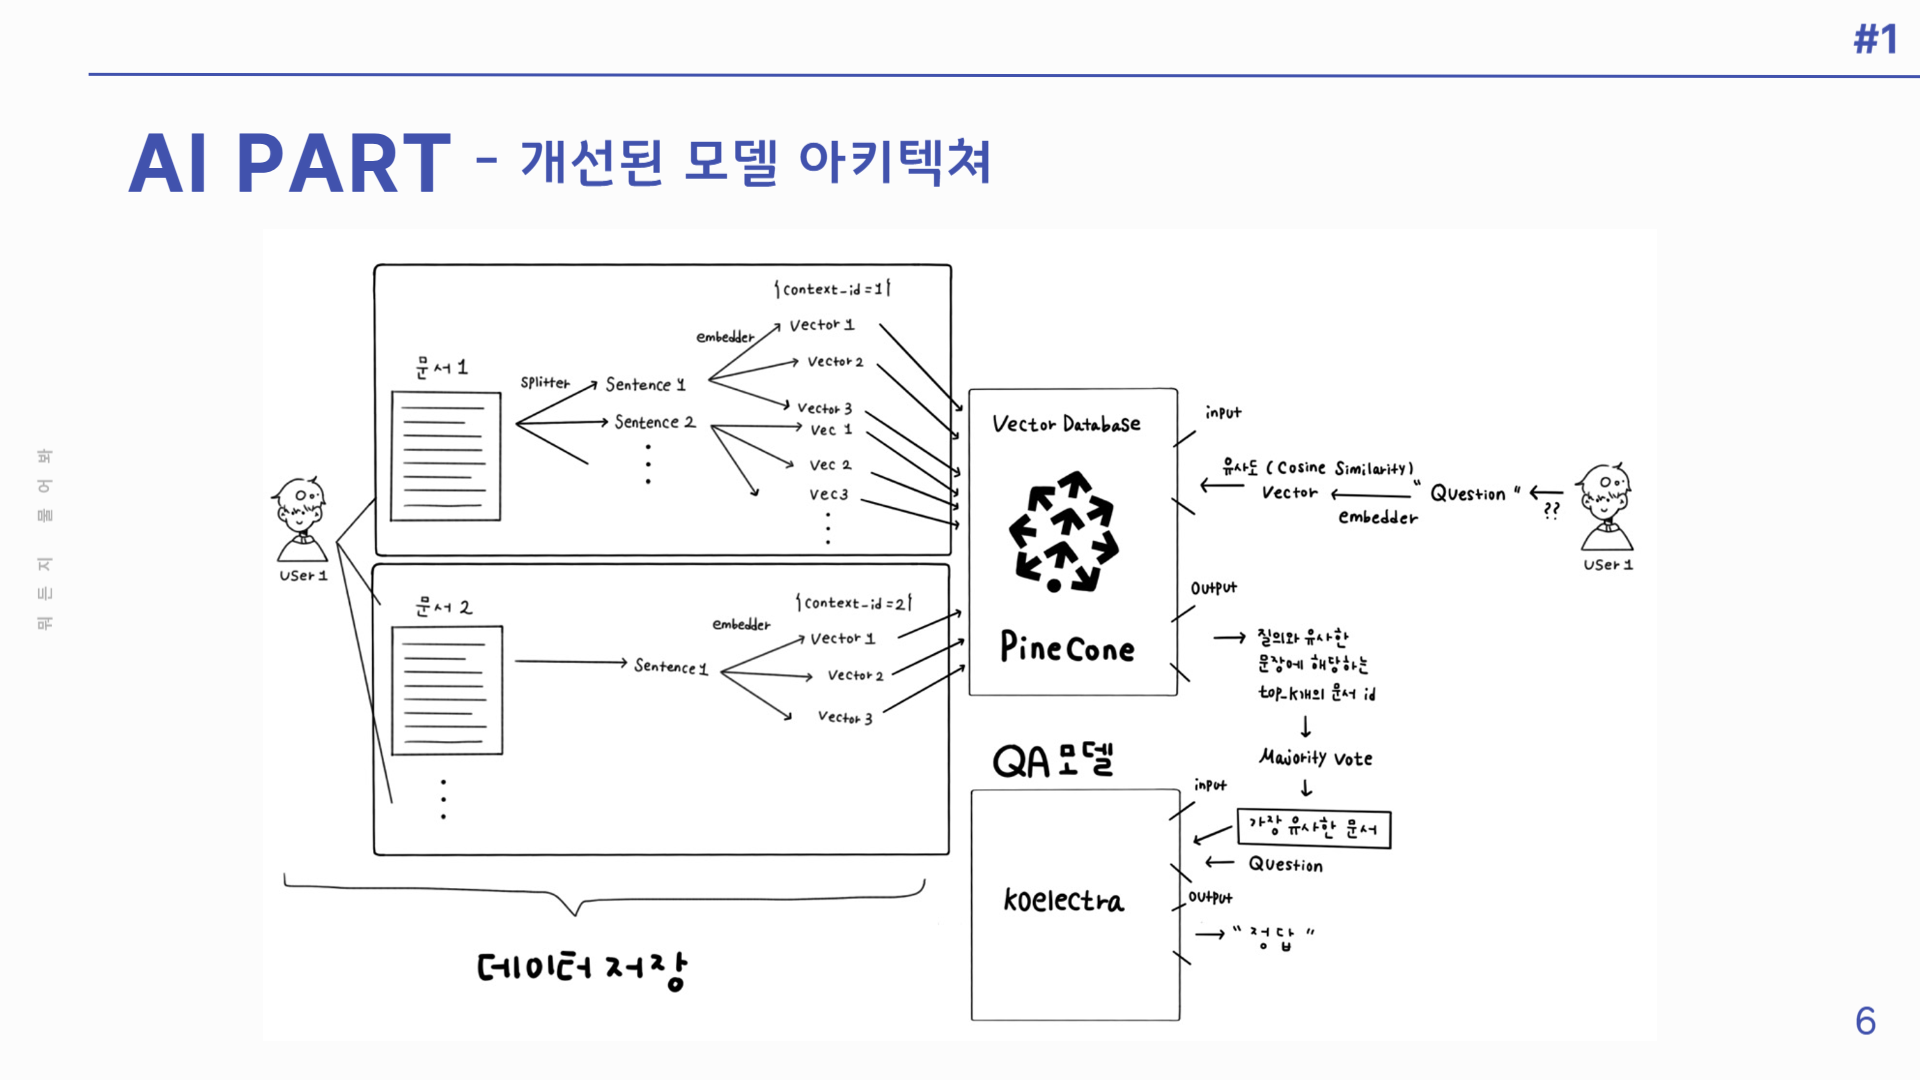 #1
AI PART - 개선된 모델 아키텍쳐
뭐든지 물어봐
{context-id=1}
embedder
Vector 1
Vector 2
Vector 3
문서 1
splitter
Sentence 1
Sentence 2
Vec 1
Vec 2
Vec3
User 1
문서 2
{context-id=2}
embedder
Sentence 1
Vector 1
Vector 2
Vector 3
데이터 저장
Vector Database
PineCone
input
유사도 (Cosine Similarity)
Vector
embedder
"Question"
??
User 1
output
질의와 유사한
문장에 해당하는
top_k개의 문서 id
Majority vote
QA 모델
koelectra
input
가장 유사한 문서
Question
output
"정답"
6